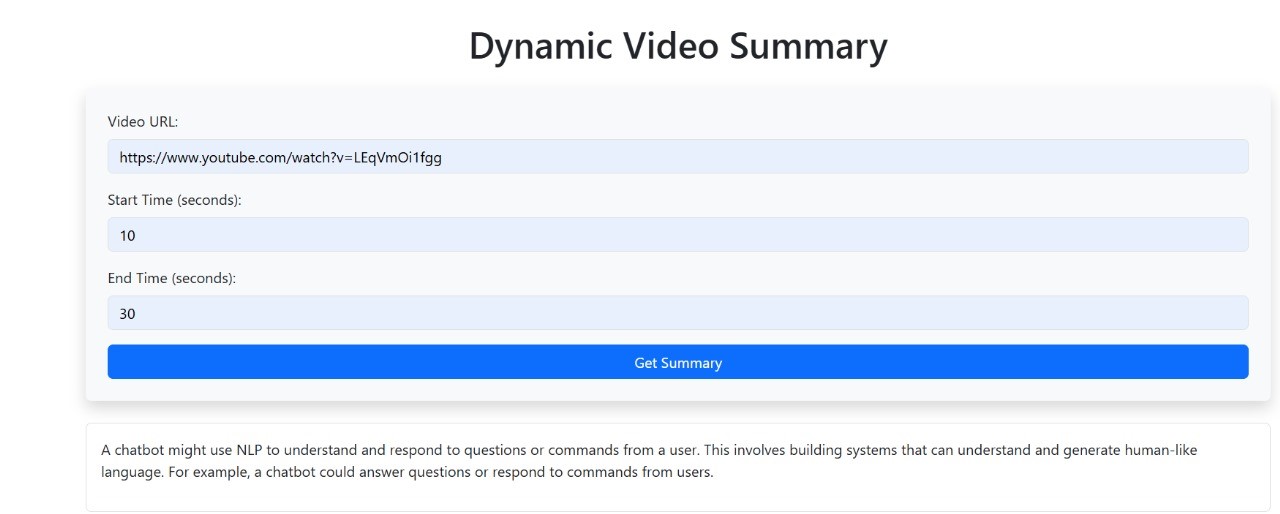 Dynamic Video Summary
Video URL:
https://www.youtube.com/watch?v=LEqVmOi1fgg
Start Time (seconds):
10
End Time (seconds):
30
Get Summary
A chatbot might use NLP to understand and respond to questions or commands from a user. This involves building systems that can understand and generate human-like
language. For example, a chatbot could answer questions or respond to commands from users.